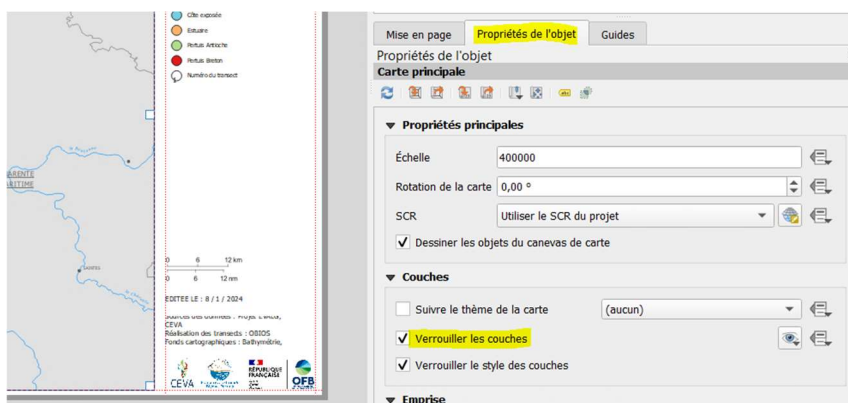 Côte exposée
Estuaire
Pertuis Antioche
Pertuis Breton
Numéro du transect
ARENTE
RITIME
SAINTES
0 6 12 km
0 6 12 nm
EDITEE LE : 8 / 1 / 2024
CEVA
Réalisation des transects : OBIOS
Fonds cartographiques : Bathymétrie,
CEVA
RÉPUBLIQUE
FRANÇAISE
OFB
Mise en page Propriétés de l'objet Guides
Propriétés de l'objet
Carte principale
abc
Propriétés principales
Échelle 400000
Rotation de la carte 0,00 °
SCR Utiliser le SCR du projet
Dessiner les objets du canevas de carte
Couches
Suivre le thème de la carte (aucun)
Verrouiller les couches
Verrouiller le style des couches
Emprise